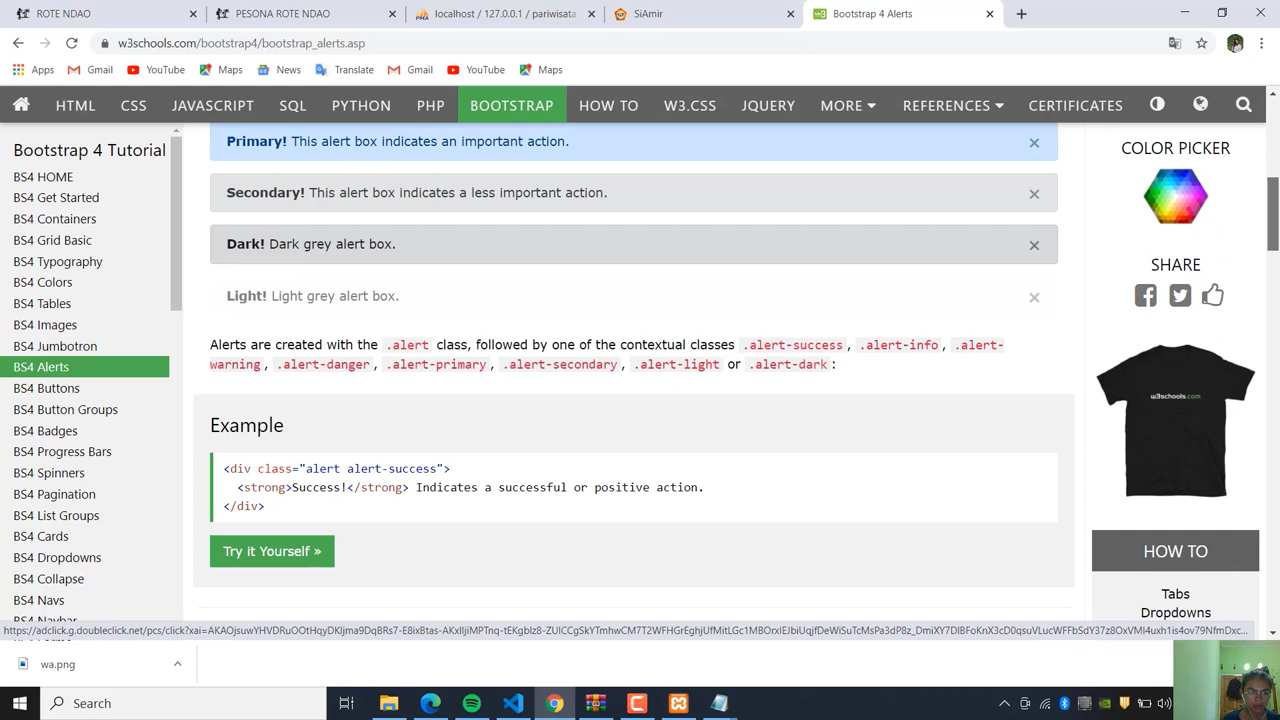 ROTE NDAO
PESONA ROTE NDAO
localhost / 127.0.0.1 / pariwisata
SiAmir
Bootstrap 4 Alerts
w3schools.com/bootstrap4/bootstrap_alerts.asp
Apps Gmail YouTube Maps News Translate Gmail YouTube Maps
HTML CSS JAVASCRIPT SQL PYTHON PHP BOOTSTRAP HOW TO W3.CSS JQUERY MORE REFERENCES CERTIFICATES
Bootstrap 4 Tutorial
BS4 HOME
BS4 Get Started
BS4 Containers
BS4 Grid Basic
BS4 Typography
BS4 Colors
BS4 Tables
BS4 Images
BS4 Jumbotron
BS4 Alerts
BS4 Buttons
BS4 Button Groups
BS4 Badges
BS4 Progress Bars
BS4 Spinners
BS4 Pagination
BS4 List Groups
BS4 Cards
BS4 Dropdowns
BS4 Collapse
BS4 Navs
BS4 Navbar
Primary! This alert box indicates an important action. ×
Secondary! This alert box indicates a less important action. ×
Dark! Dark grey alert box. ×
Light! Light grey alert box. ×
Alerts are created with the .alert class, followed by one of the contextual classes .alert-success, .alert-info, .alert-
warning, .alert-danger, .alert-primary, .alert-secondary, .alert-light or .alert-dark:
Example
<div class="alert alert-success">
<strong>Success!</strong> Indicates a successful or positive action.
</div>
Try it Yourself »
COLOR PICKER
SHARE
w3schools.com
HOW TO
Tabs
Dropdowns
wa.png
Search